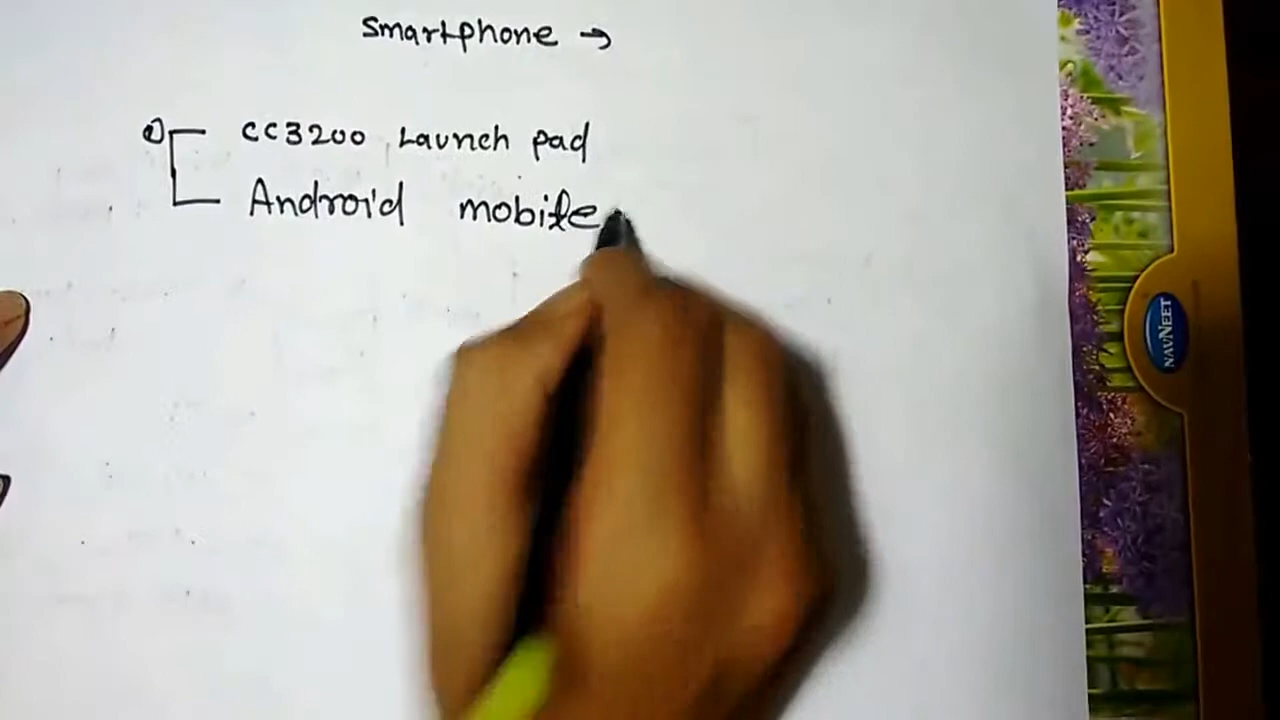 Smartphone →
① CC3200 Launch pad
Android mobile
NAVNEET